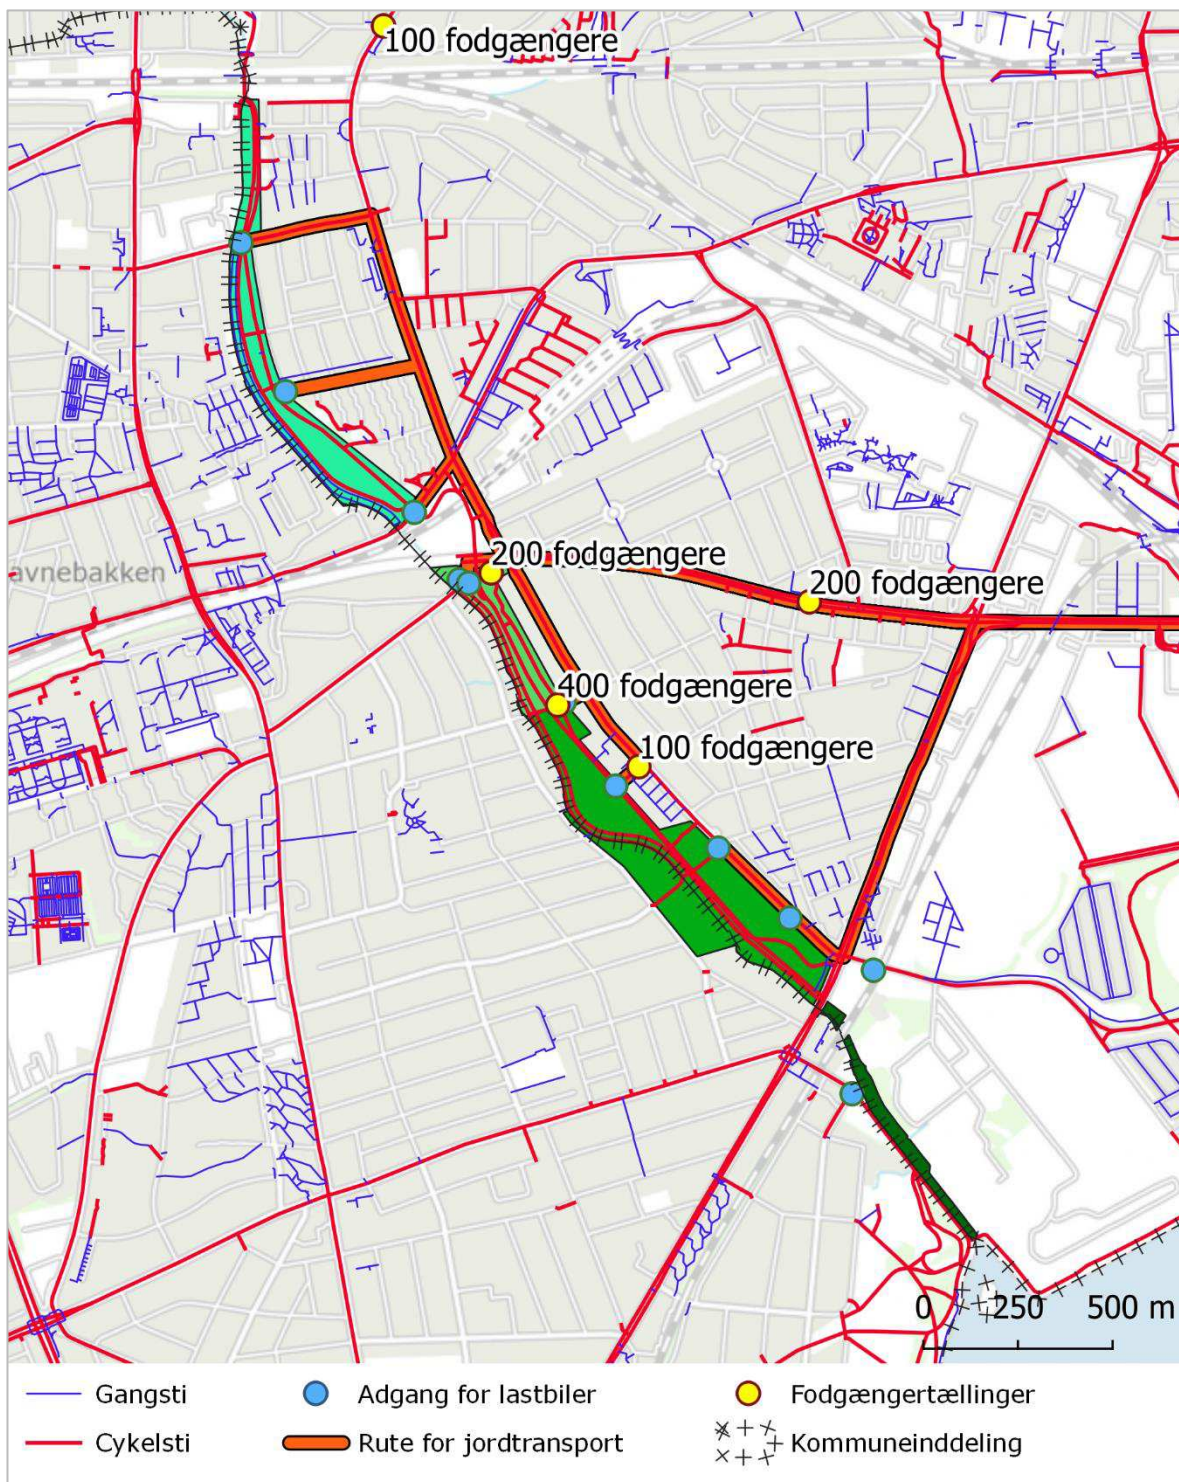 100 fodgængere
avnebakken
200 fodgængere
200 fodgængere
400 fodgængere
100 fodgængere
0 250 500 m
Gangsti
Adgang for lastbiler
Fodgængertællinger
Cykelsti
Rute for jordtransport
Kommuneinddeling